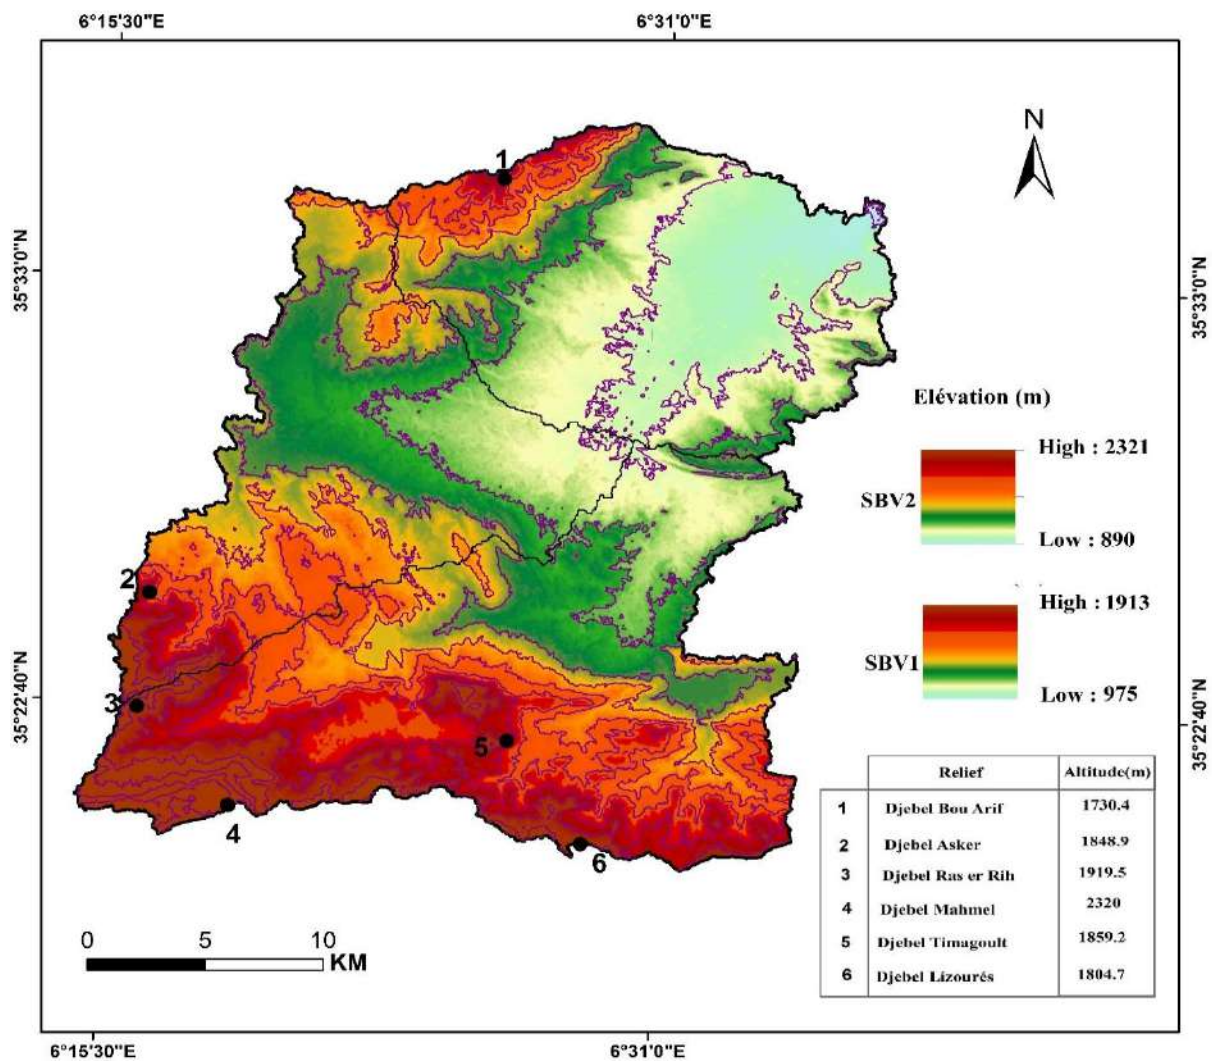 6°15'30"E 6°31'0"E
N
1
35°33'0"N
35°33'0"N
Elévation (m)
High : 2321
SBV2
Low : 890
2
High : 1913
SBV1
Low : 975
35°22'40"N
3
35°22'40"N
5
4
6
Relief Altitude(m)
1 Djebel Bou Arif 1730.4
2 Djebel Asker 1848.9
3 Djebel Ras er Rih 1919.5
4 Djebel Mahmel 2320
5 Djebel Timagoult 1859.2
6 Djebel Lizourés 1804.7
0 5 10
KM
6°15'30"E 6°31'0"E